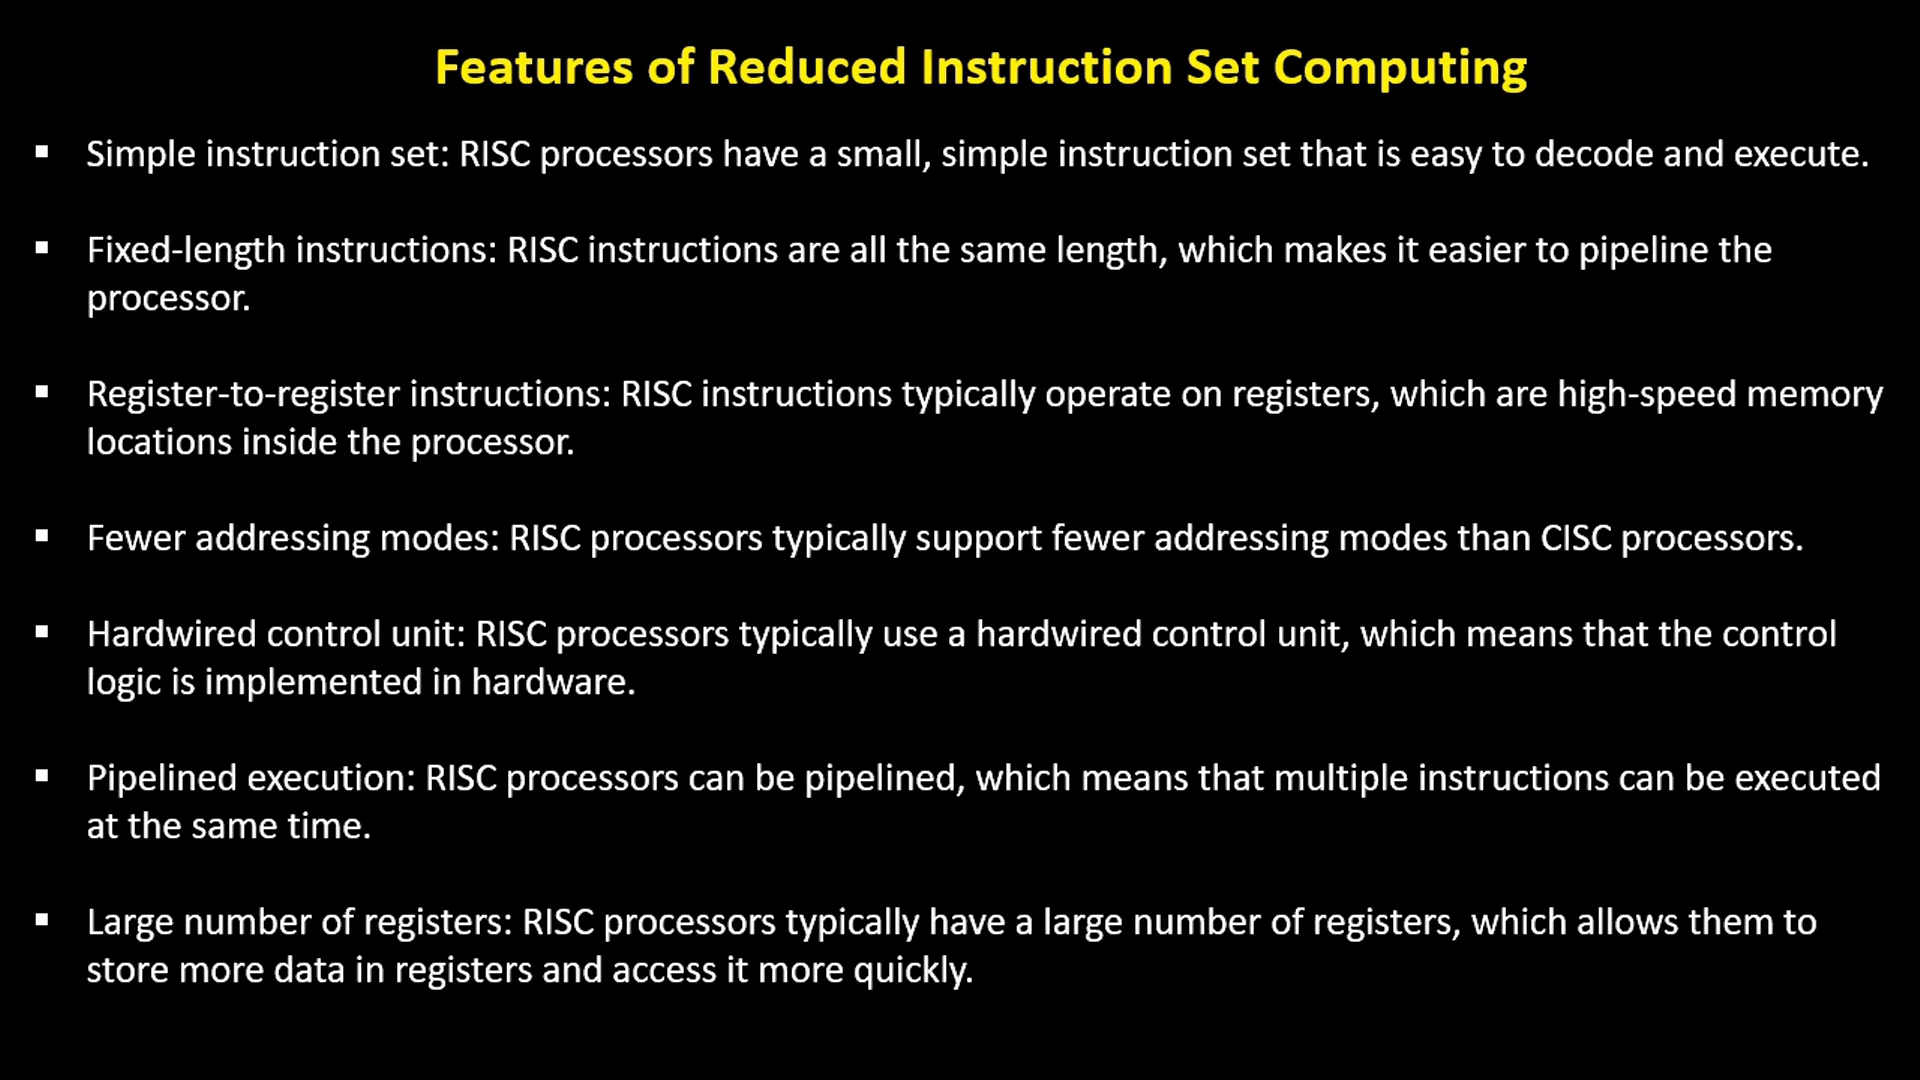 Features of Reduced Instruction Set Computing
▪ Simple instruction set: RISC processors have a small, simple instruction set that is easy to decode and execute.
▪ Fixed-length instructions: RISC instructions are all the same length, which makes it easier to pipeline the
processor.
▪ Register-to-register instructions: RISC instructions typically operate on registers, which are high-speed memory
locations inside the processor.
▪ Fewer addressing modes: RISC processors typically support fewer addressing modes than CISC processors.
▪ Hardwired control unit: RISC processors typically use a hardwired control unit, which means that the control
logic is implemented in hardware.
▪ Pipelined execution: RISC processors can be pipelined, which means that multiple instructions can be executed
at the same time.
▪ Large number of registers: RISC processors typically have a large number of registers, which allows them to
store more data in registers and access it more quickly.